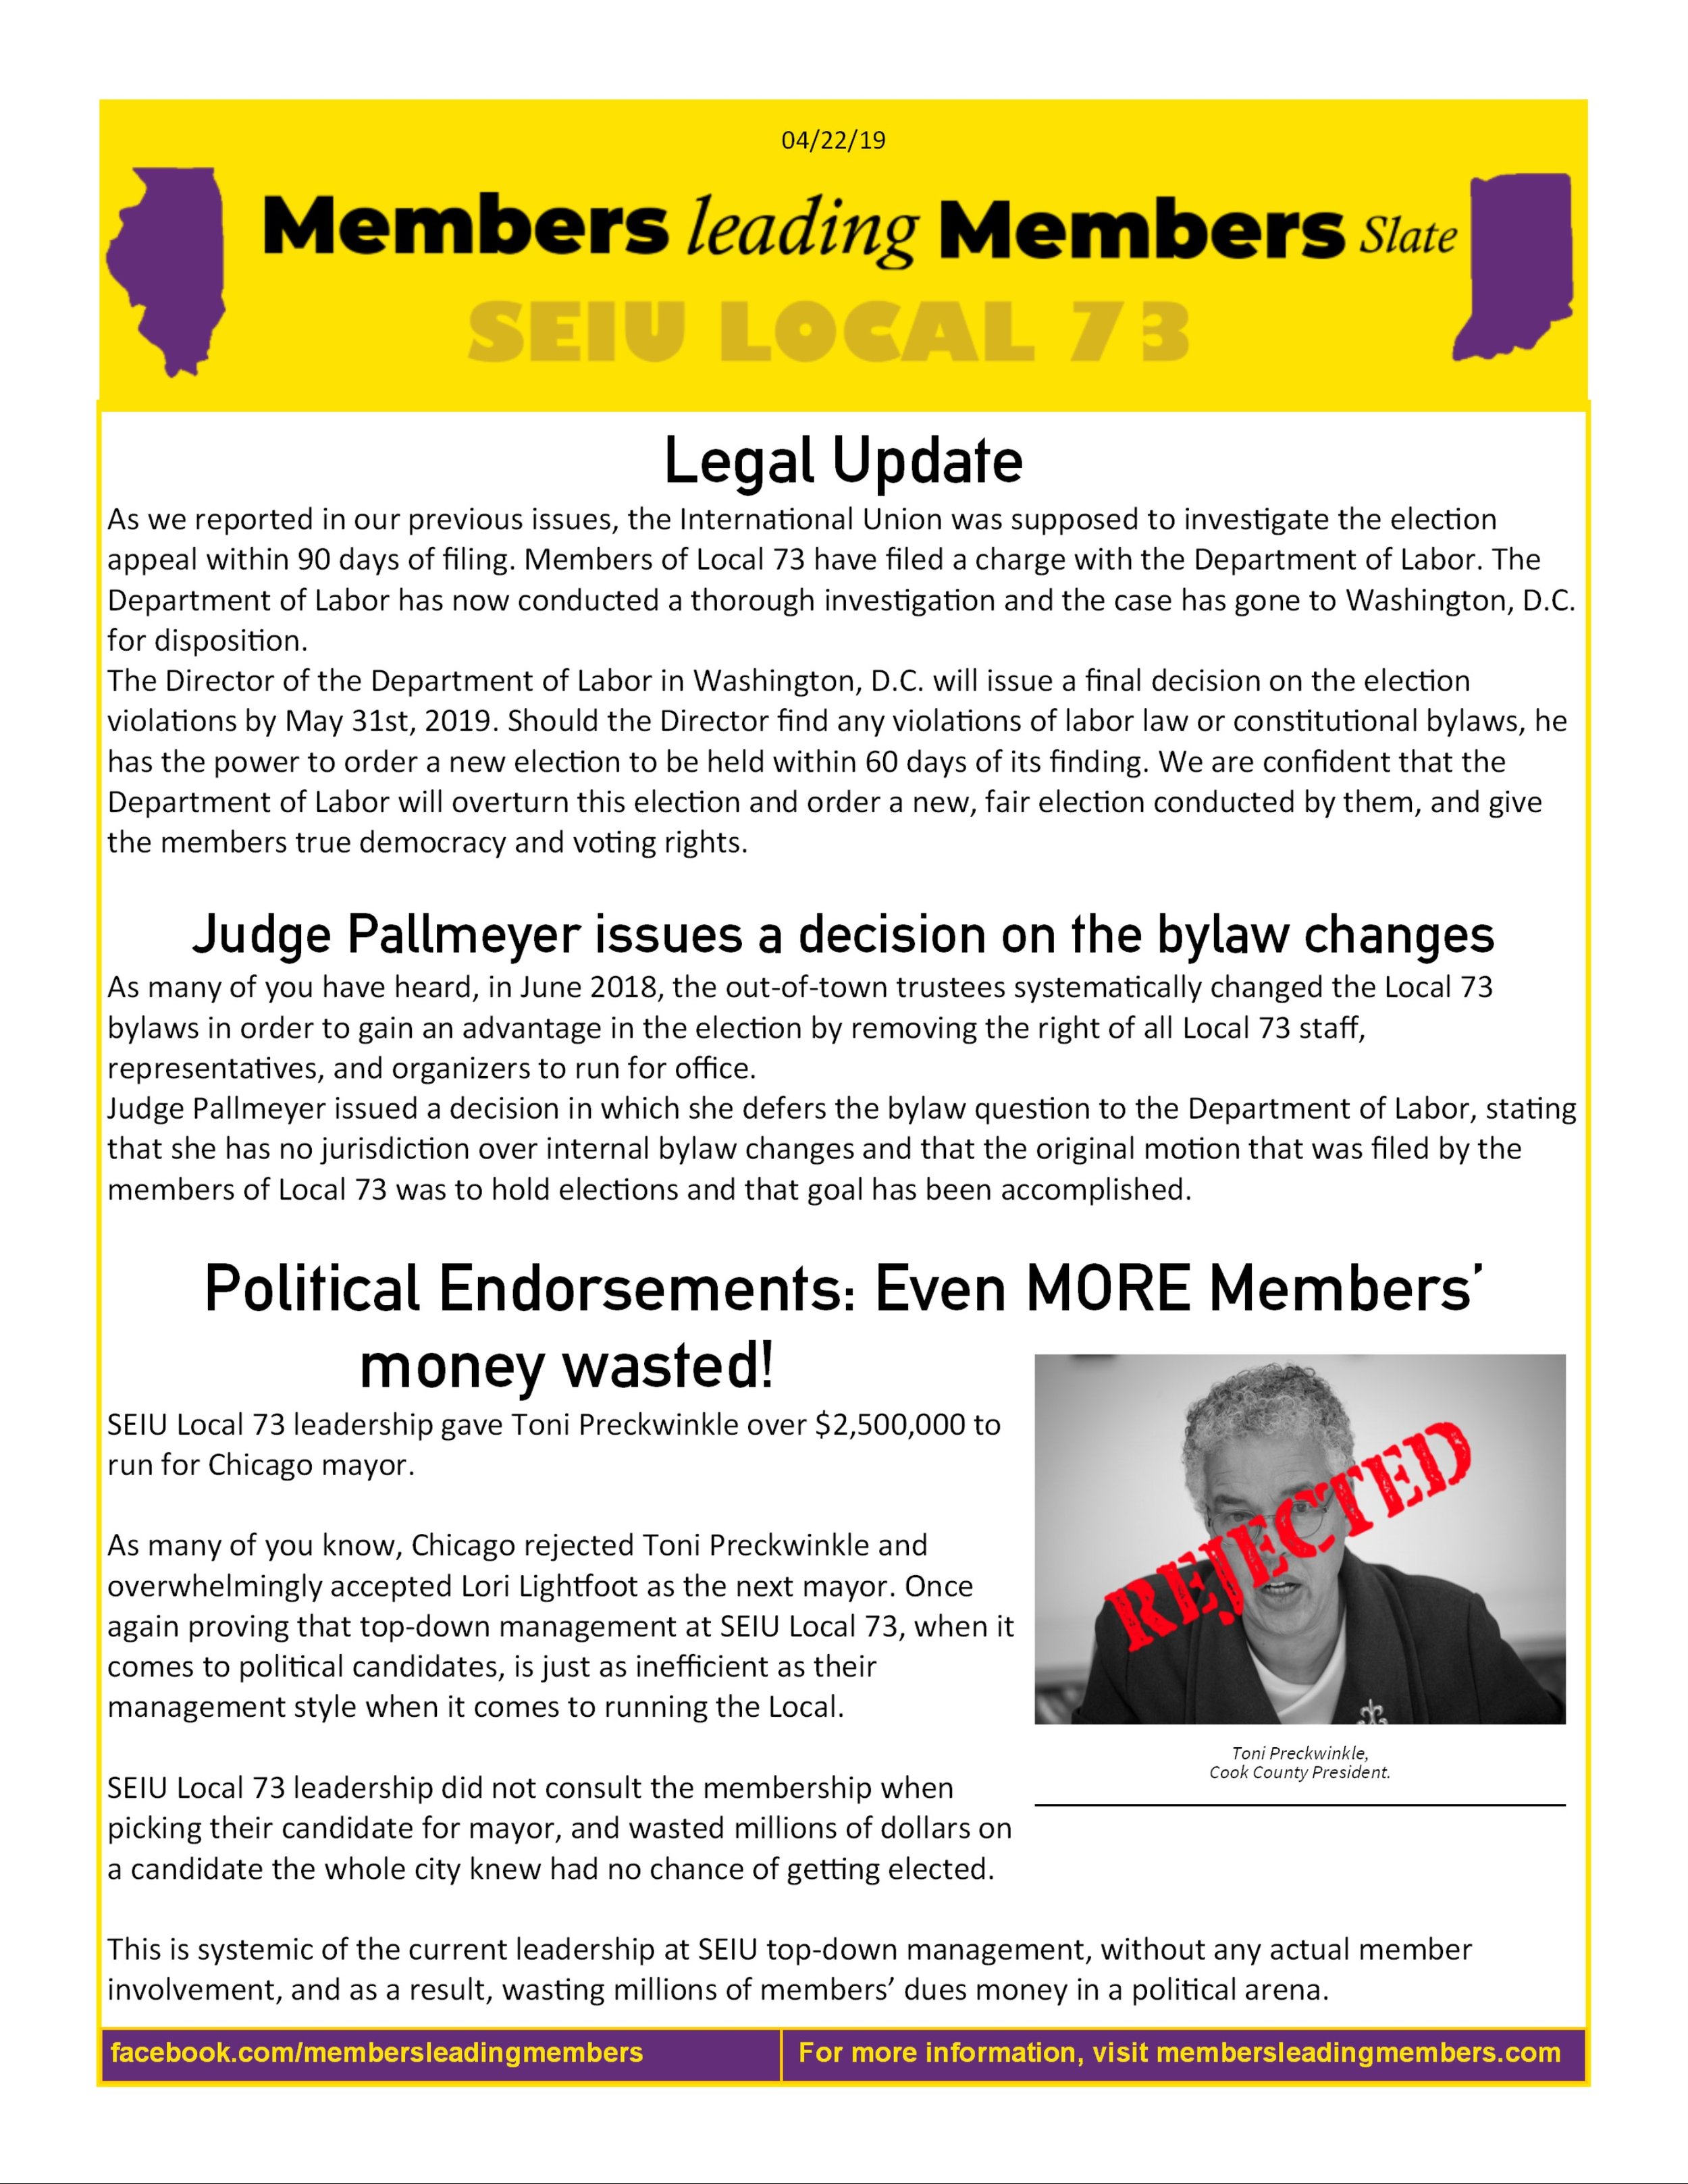 04/22/19
Members leading Members Slate
SEIU LOCAL 73
Legal Update
As we reported in our previous issues, the International Union was supposed to investigate the election
appeal within 90 days of filing. Members of Local 73 have filed a charge with the Department of Labor. The
Department of Labor has now conducted a thorough investigation and the case has gone to Washington, D.C.
for disposition.
The Director of the Department of Labor in Washington, D.C. will issue a final decision on the election
violations by May 31st, 2019. Should the Director find any violations of labor law or constitutional bylaws, he
has the power to order a new election to be held within 60 days of its finding. We are confident that the
Department of Labor will overturn this election and order a new, fair election conducted by them, and give
the members true democracy and voting rights.
Judge Pallmeyer issues a decision on the bylaw changes
As many of you have heard, in June 2018, the out-of-town trustees systematically changed the Local 73
bylaws in order to gain an advantage in the election by removing the right of all Local 73 staff,
representatives, and organizers to run for office.
Judge Pallmeyer issued a decision in which she defers the bylaw question to the Department of Labor, stating
that she has no jurisdiction over internal bylaw changes and that the original motion that was filed by the
members of Local 73 was to hold elections and that goal has been accomplished.
Political Endorsements: Even MORE Members’
money wasted!
SEIU Local 73 leadership gave Toni Preckwinkle over $2,500,000 to
run for Chicago mayor.
As many of you know, Chicago rejected Toni Preckwinkle and
overwhelmingly accepted Lori Lightfoot as the next mayor. Once
again proving that top-down management at SEIU Local 73, when it
comes to political candidates, is just as inefficient as their
management style when it comes to running the Local.
SEIU Local 73 leadership did not consult the membership when
picking their candidate for mayor, and wasted millions of dollars on
a candidate the whole city knew had no chance of getting elected.
REJECTED
Toni Preckwinkle,
Cook County President.
This is systemic of the current leadership at SEIU top-down management, without any actual member
involvement, and as a result, wasting millions of members’ dues money in a political arena.
facebook.com/membersleadingmembers
For more information, visit membersleadingmembers.com